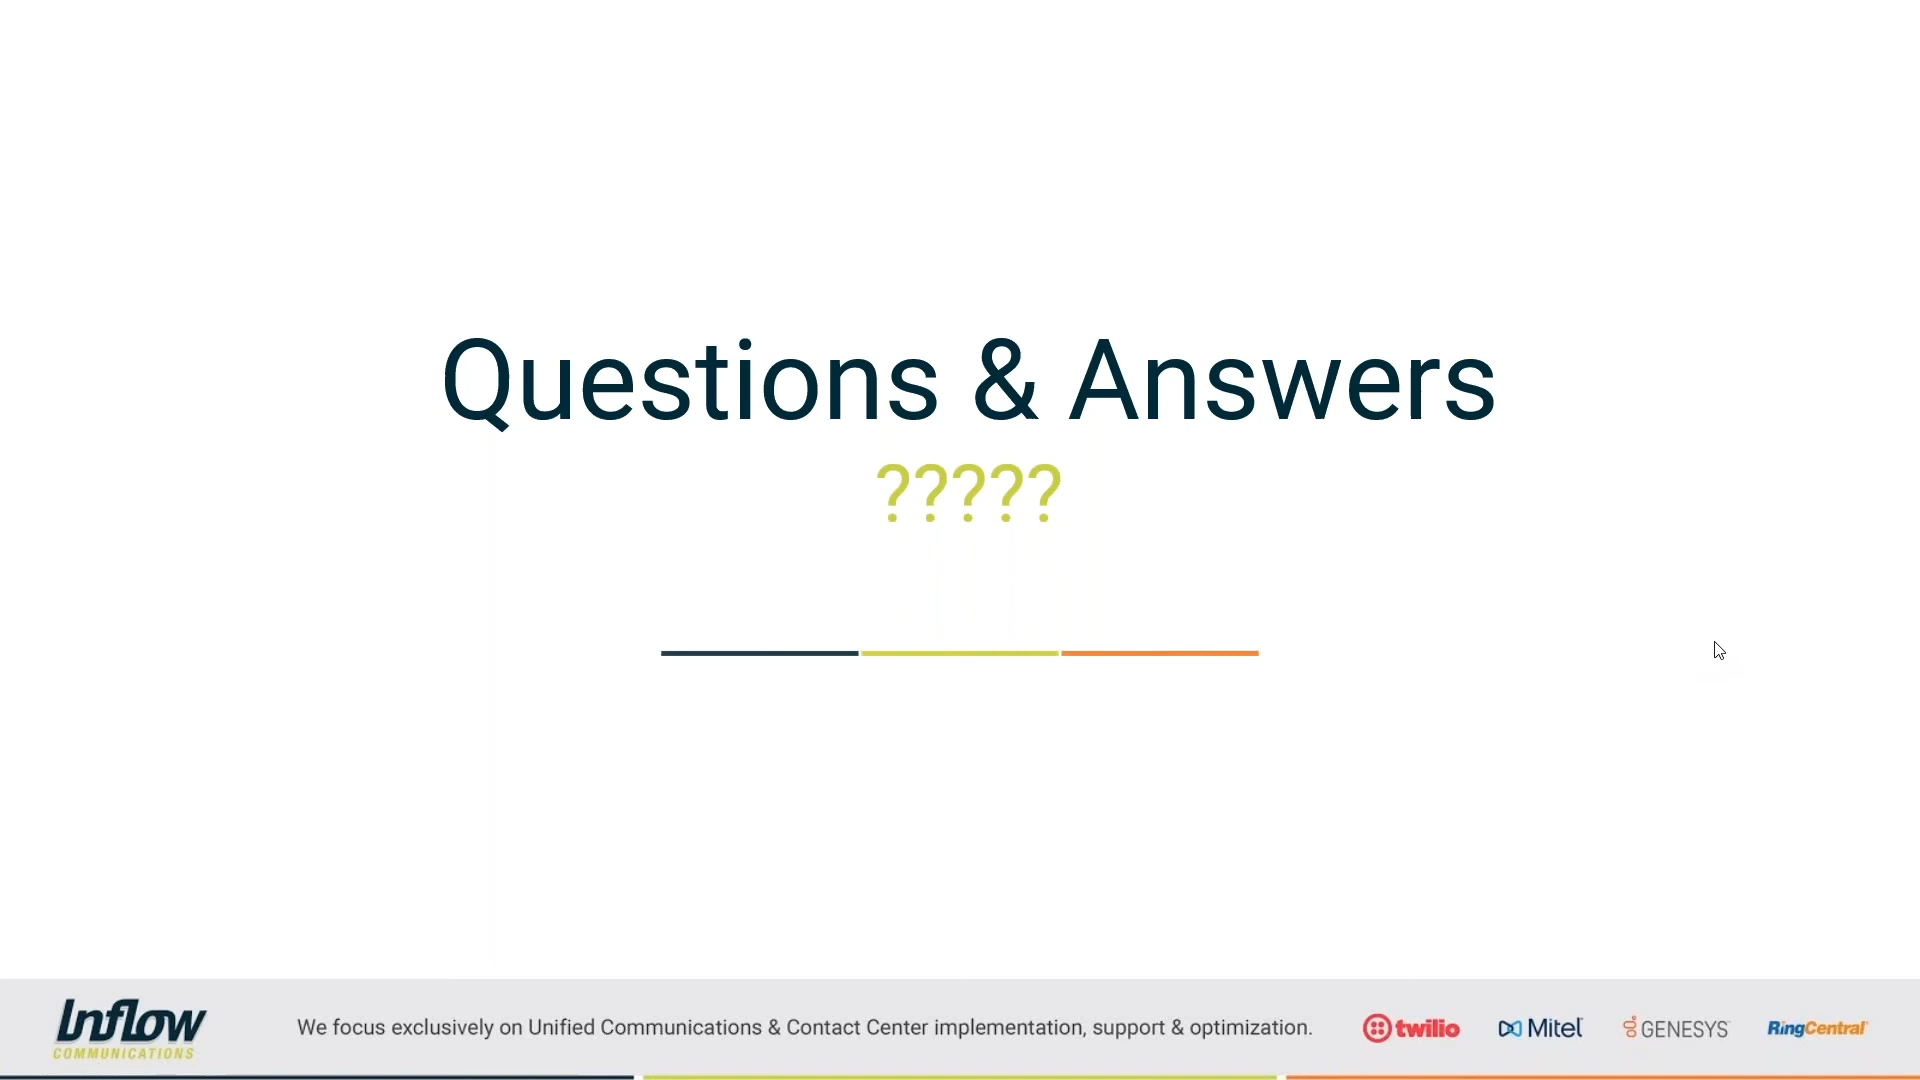 Questions & Answers
?????
Inflow
COMMUNICATIONS
We focus exclusively on Unified Communications & Contact Center implementation, support & optimization.
twilio
Mitel
GENESYS
RingCentral